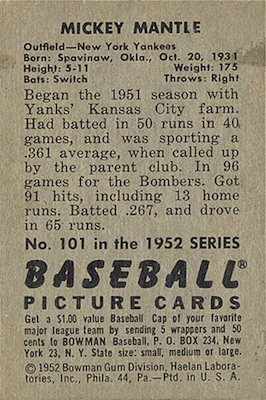 MICKEY MANTLE
Outfield—New York Yankees
Born: Spavinaw, Okla., Oct. 20, 1931
Height: 5-11 Weight: 175
Bats: Switch Throws: Right
Began the 1951 season with
Yanks' Kansas City farm.
Had batted in 50 runs in 40
games, and was sporting a
.361 average, when called up
by the parent club. In 96
games for the Bombers. Got
91 hits, including 13 home
runs. Batted .267, and drove
in 65 runs.
No. 101 in the 1952 SERIES
BASEBALL®
PICTURE CARDS
Get a $1.00 value Baseball Cap of your favorite
major league team by sending 5 wrappers and 50
cents to BOWMAN Baseball, P. O. BOX 234, New
York 23, N. Y. State size: small, medium or large.
©1952 Bowman Gum Division, Haelan Labora-
tories, Inc., Phila. 44, Pa.—Ptd. in U. S. A.